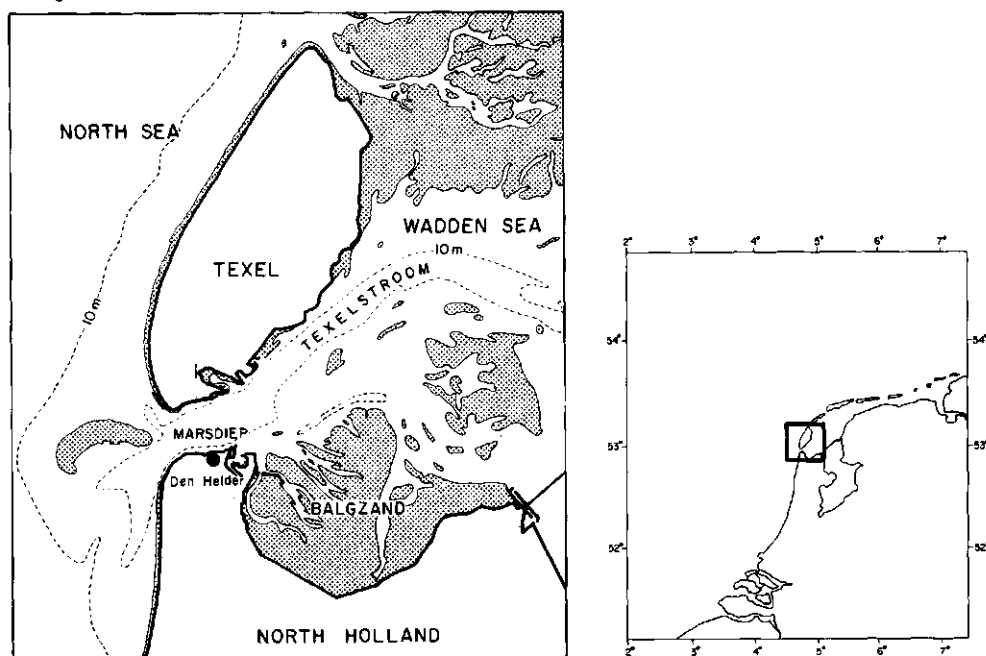 NORTH SEA
WADDEN SEA
10m
TEXEL
TEXELSTROOM
10m
MARSDIEP
Den Helder
BALGZAND
NORTH HOLLAND
2° 3° 4° 5° 6° 7°
54° 54°
53° 53°
52° 52°
2° 3° 4° 5° 6° 7°